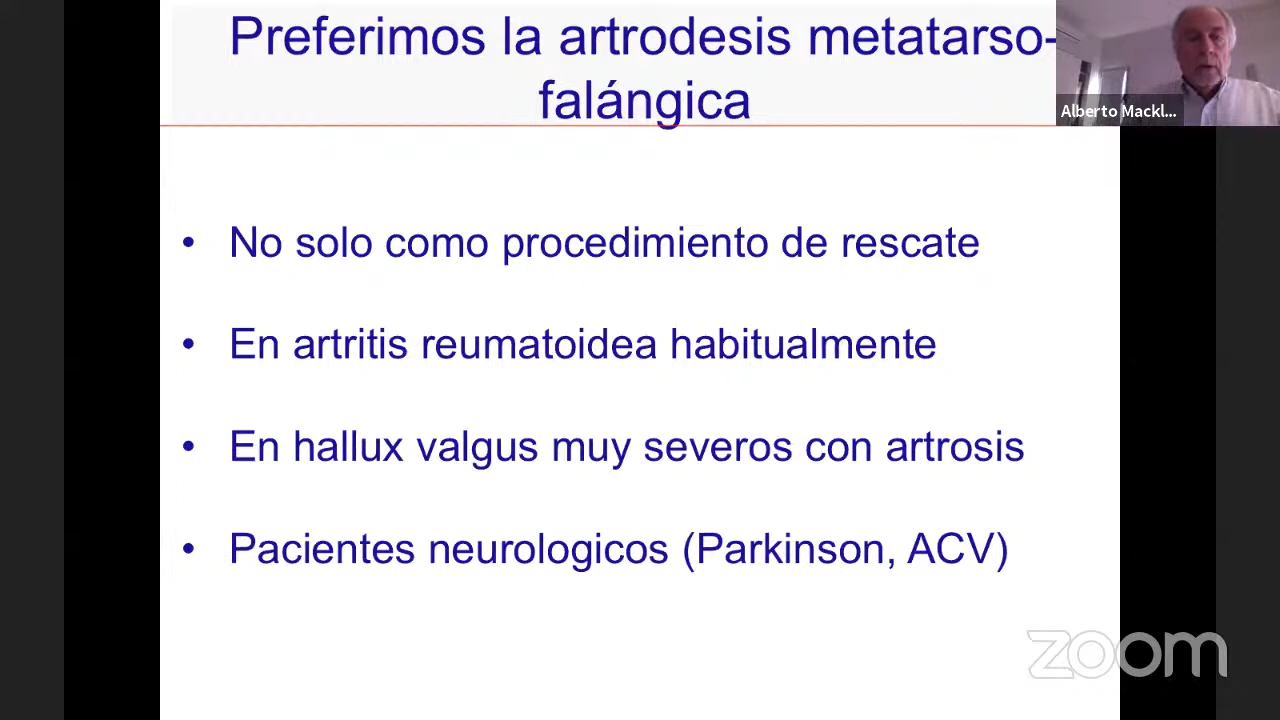 Preferimos la artrodesis metatarso-
falángica
Alberto Mackl...
• No solo como procedimiento de rescate
• En artritis reumatoidea habitualmente
• En hallux valgus muy severos con artrosis
• Pacientes neurologicos (Parkinson, ACV)
zoom